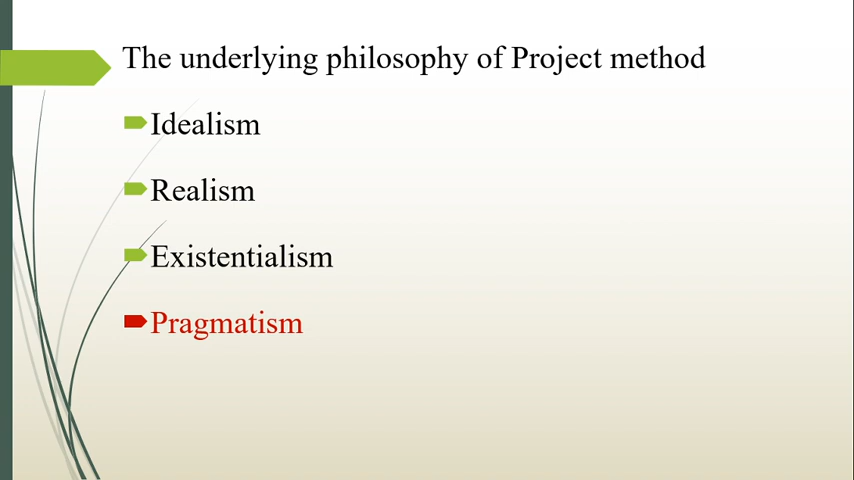 The underlying philosophy of Project method
Idealism
Realism
Existentialism
Pragmatism